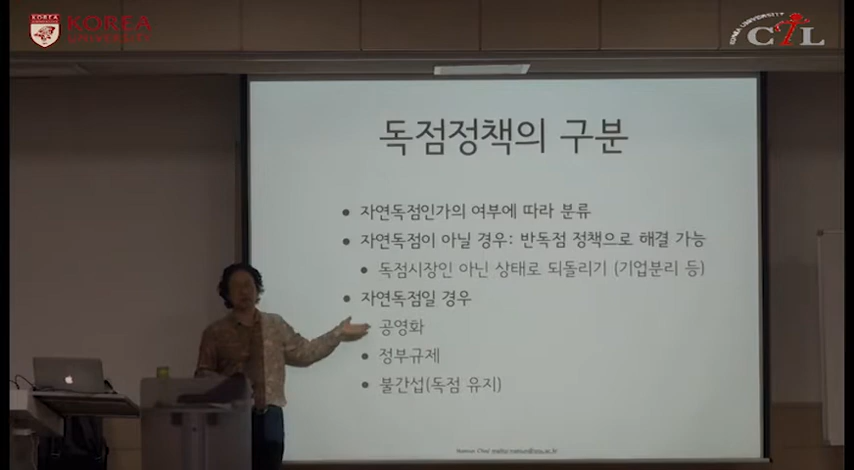 KOREA
UNIVERSITY
KOREA UNIVERSITY
CTL
독점정책의 구분
• 자연독점인가의 여부에 따라 분류
• 자연독점이 아닐 경우: 반독점 정책으로 해결 가능
• 독점시장인 아닌 상태로 되돌리기 (기업분리 등)
• 자연독점일 경우
공영화
• 정부규제
• 불간섭(독점 유지)